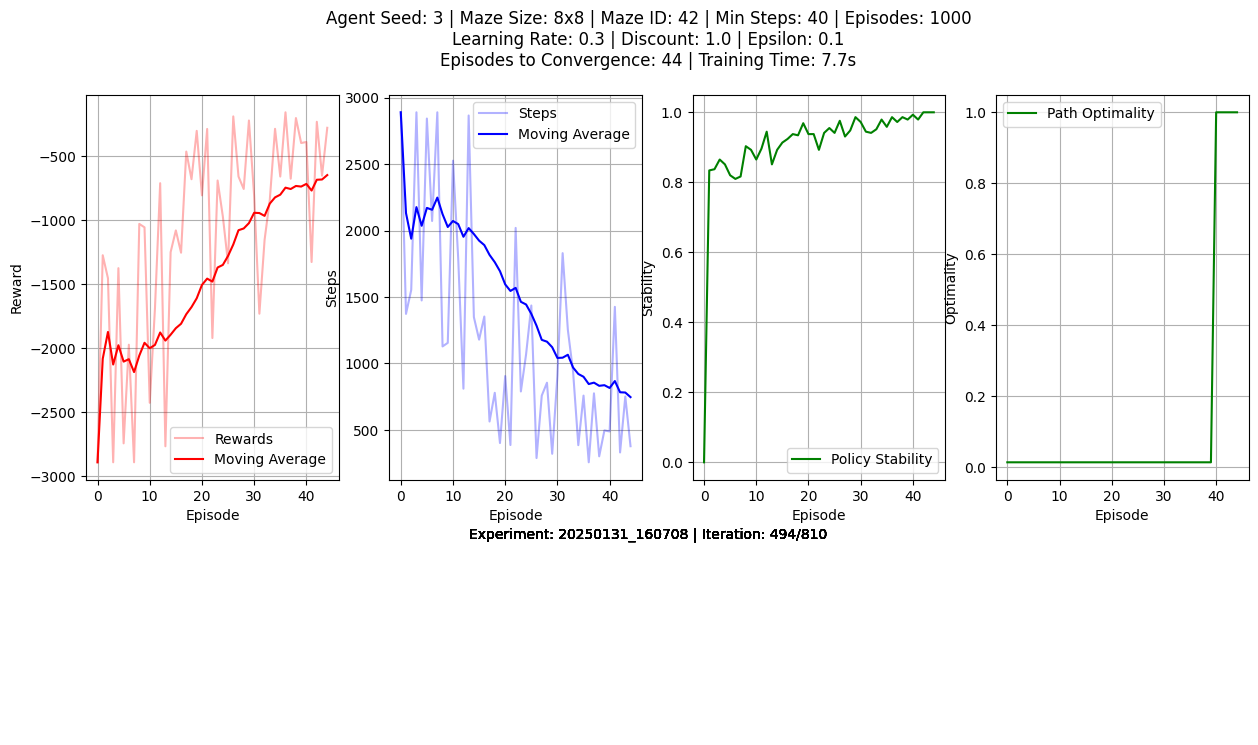 Agent Seed: 3 | Maze Size: 8x8 | Maze ID: 42 | Min Steps: 40 | Episodes: 1000
Learning Rate: 0.3 | Discount: 1.0 | Epsilon: 0.1
Episodes to Convergence: 44 | Training Time: 7.7s
Reward
−500
−1000
−1500
−2000
−2500
−3000
0 10 20 30 40
Episode
Rewards
Moving Average
Steps
3000
2500
2000
1500
1000
500
0 10 20 30 40
Episode
Steps
Moving Average
Stability
1.0
0.8
0.6
0.4
0.2
0.0
0 10 20 30 40
Episode
Policy Stability
Optimality
1.0
0.8
0.6
0.4
0.2
0.0
0 10 20 30 40
Episode
Path Optimality
Experiment: 20250131_160708 | Iteration: 494/810